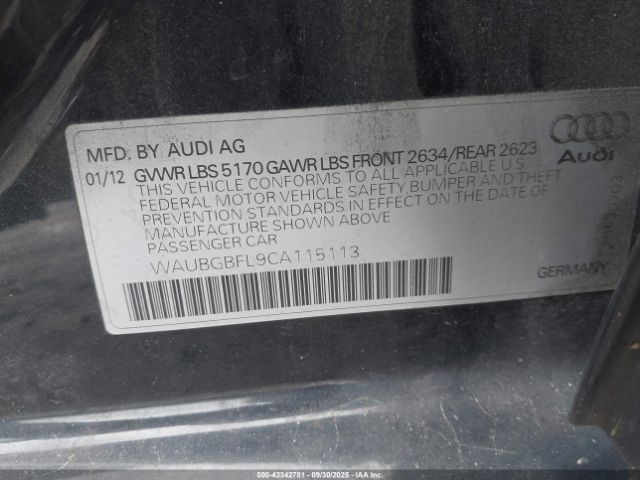 MFD. BY AUDI AG
01/12 GVWR LBS 5170 GAWR LBS FRONT 2634/REAR 2623
THIS VEHICLE CONFORMS TO ALL APPLICABLE U.S.
FEDERAL MOTOR VEHICLE SAFETY, BUMPER AND THEFT
PREVENTION STANDARDS IN EFFECT ON THE DATE OF
MANUFACTURE SHOWN ABOVE
PASSENGER CAR
WAUBGBFL9CA115113
Audi
GERMANY
000-43342781 - 09/30/2025 - Copyright IAA, LLC